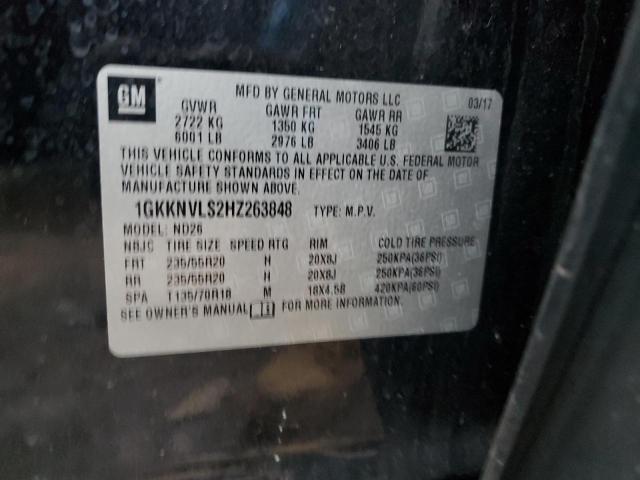 GM
MFD BY GENERAL MOTORS LLC 03/17
GVWR GAWR FRT GAWR RR
2722 KG 1350 KG 1545 KG
6001 LB 2976 LB 3406 LB
THIS VEHICLE CONFORMS TO ALL APPLICABLE U.S. FEDERAL MOTOR
VEHICLE SAFETY STANDARDS IN EFFECT ON THE DATE OF
MANUFACTURE SHOWN ABOVE.
1GKKNVLS2HZ263848 TYPE: M.P.V.
MODEL: ND26
NBJC TIRE SIZE SPEED RTG RIM COLD TIRE PRESSURE
FRT 235/55R20 H 20X8J 250KPA(36PSI)
RR 235/55R20 H 20X8J 250KPA(36PSI)
SPA T135/70R18 M 18X4.5B 420KPA(60PSI)
SEE OWNER'S MANUAL FOR MORE INFORMATION.